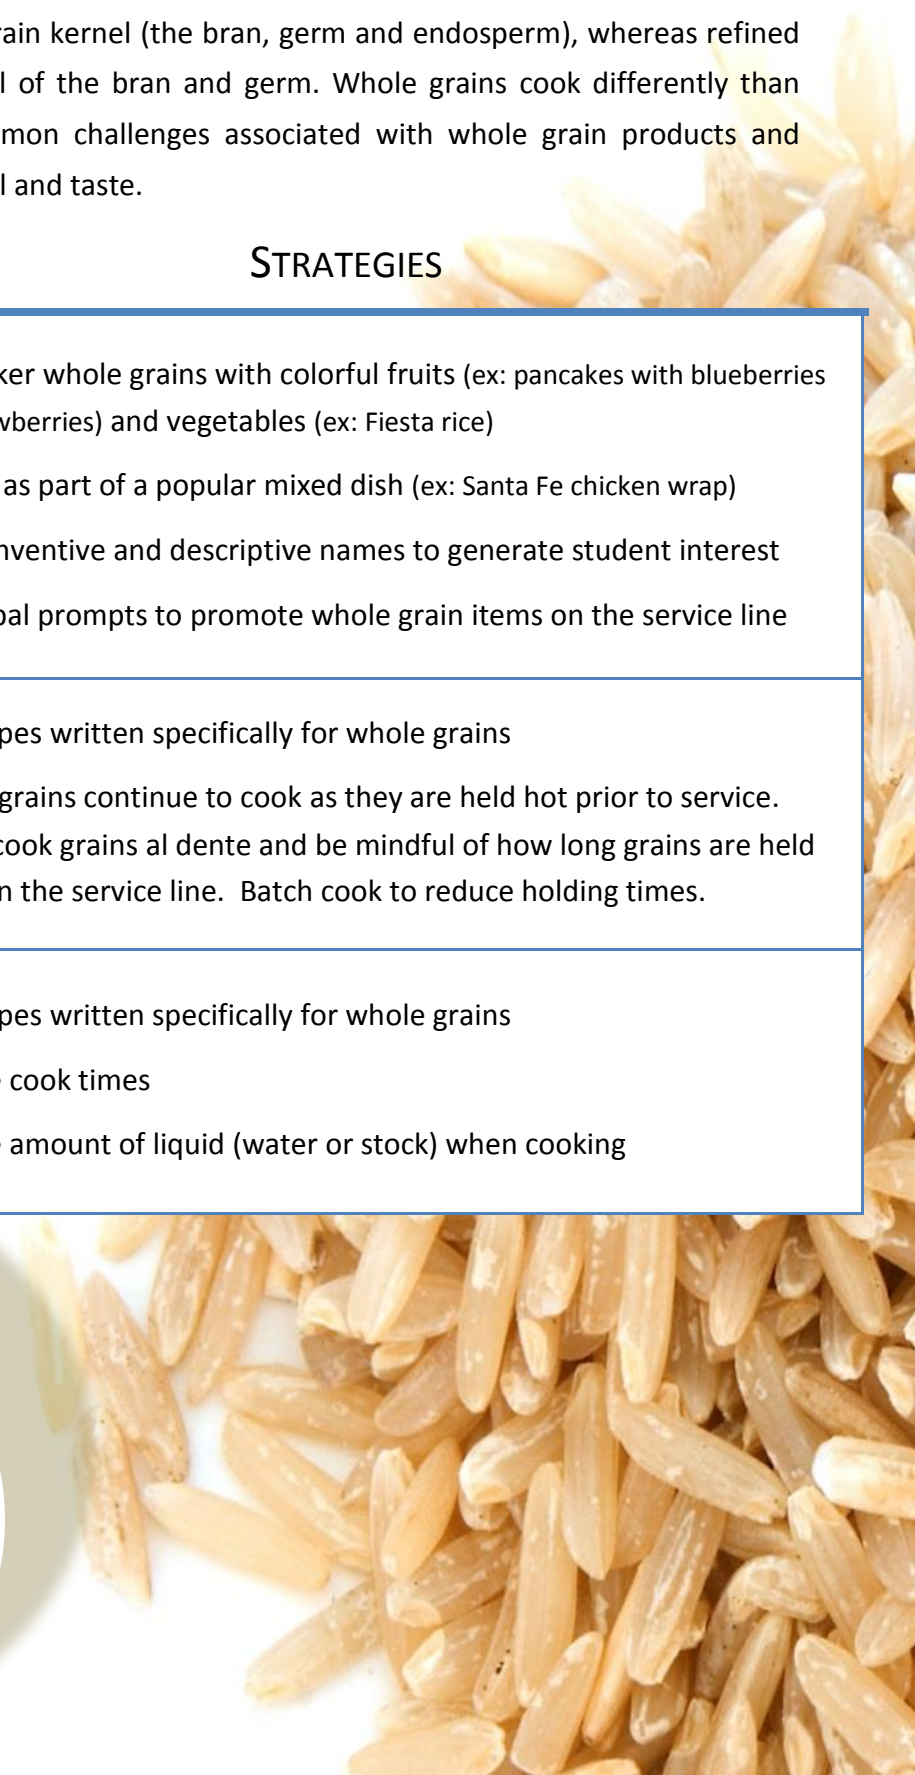 rain kernel (the bran, germ and endosperm), whereas refined
l of the bran and germ. Whole grains cook differently than
mon challenges associated with whole grain products and
l and taste.
STRATEGIES
ker whole grains with colorful fruits (ex: pancakes with blueberries
wberries) and vegetables (ex: Fiesta rice)
as part of a popular mixed dish (ex: Santa Fe chicken wrap)
nventive and descriptive names to generate student interest
bal prompts to promote whole grain items on the service line
pes written specifically for whole grains
grains continue to cook as they are held hot prior to service.
cook grains al dente and be mindful of how long grains are held
n the service line. Batch cook to reduce holding times.
pes written specifically for whole grains
e cook times
e amount of liquid (water or stock) when cooking